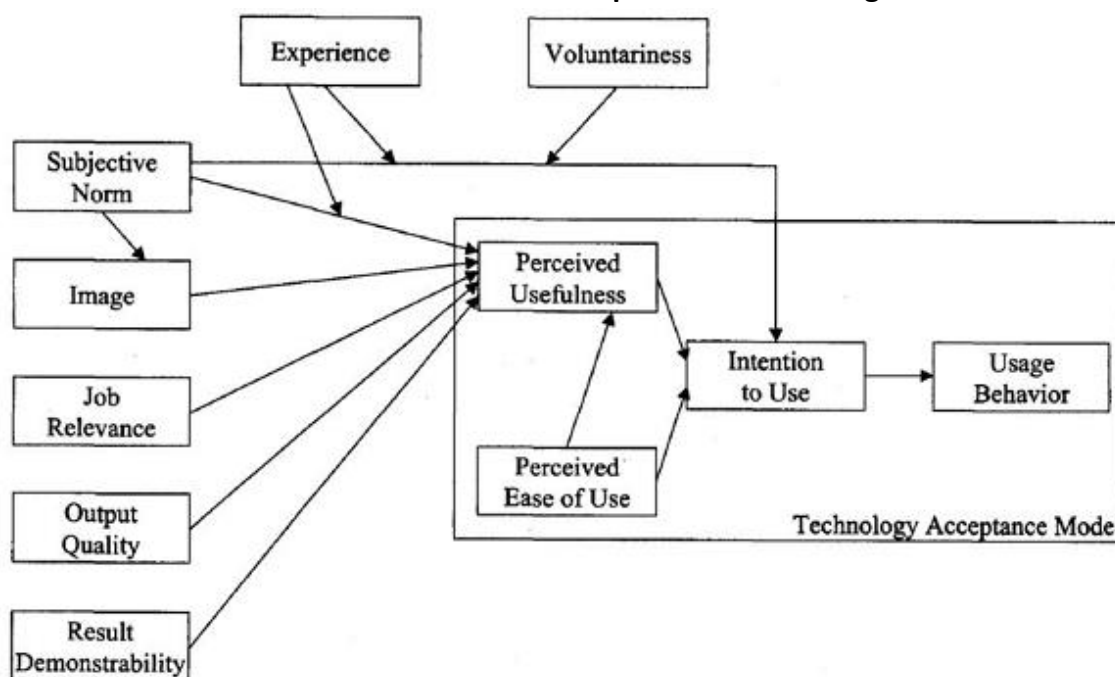 Experience
Voluntariness
Subjective
Norm
Image
Job
Relevance
Output
Quality
Result
Demonstrability
Perceived
Usefulness
Perceived
Ease of Use
Intention
to Use
Usage
Behavior
Technology Acceptance Mode